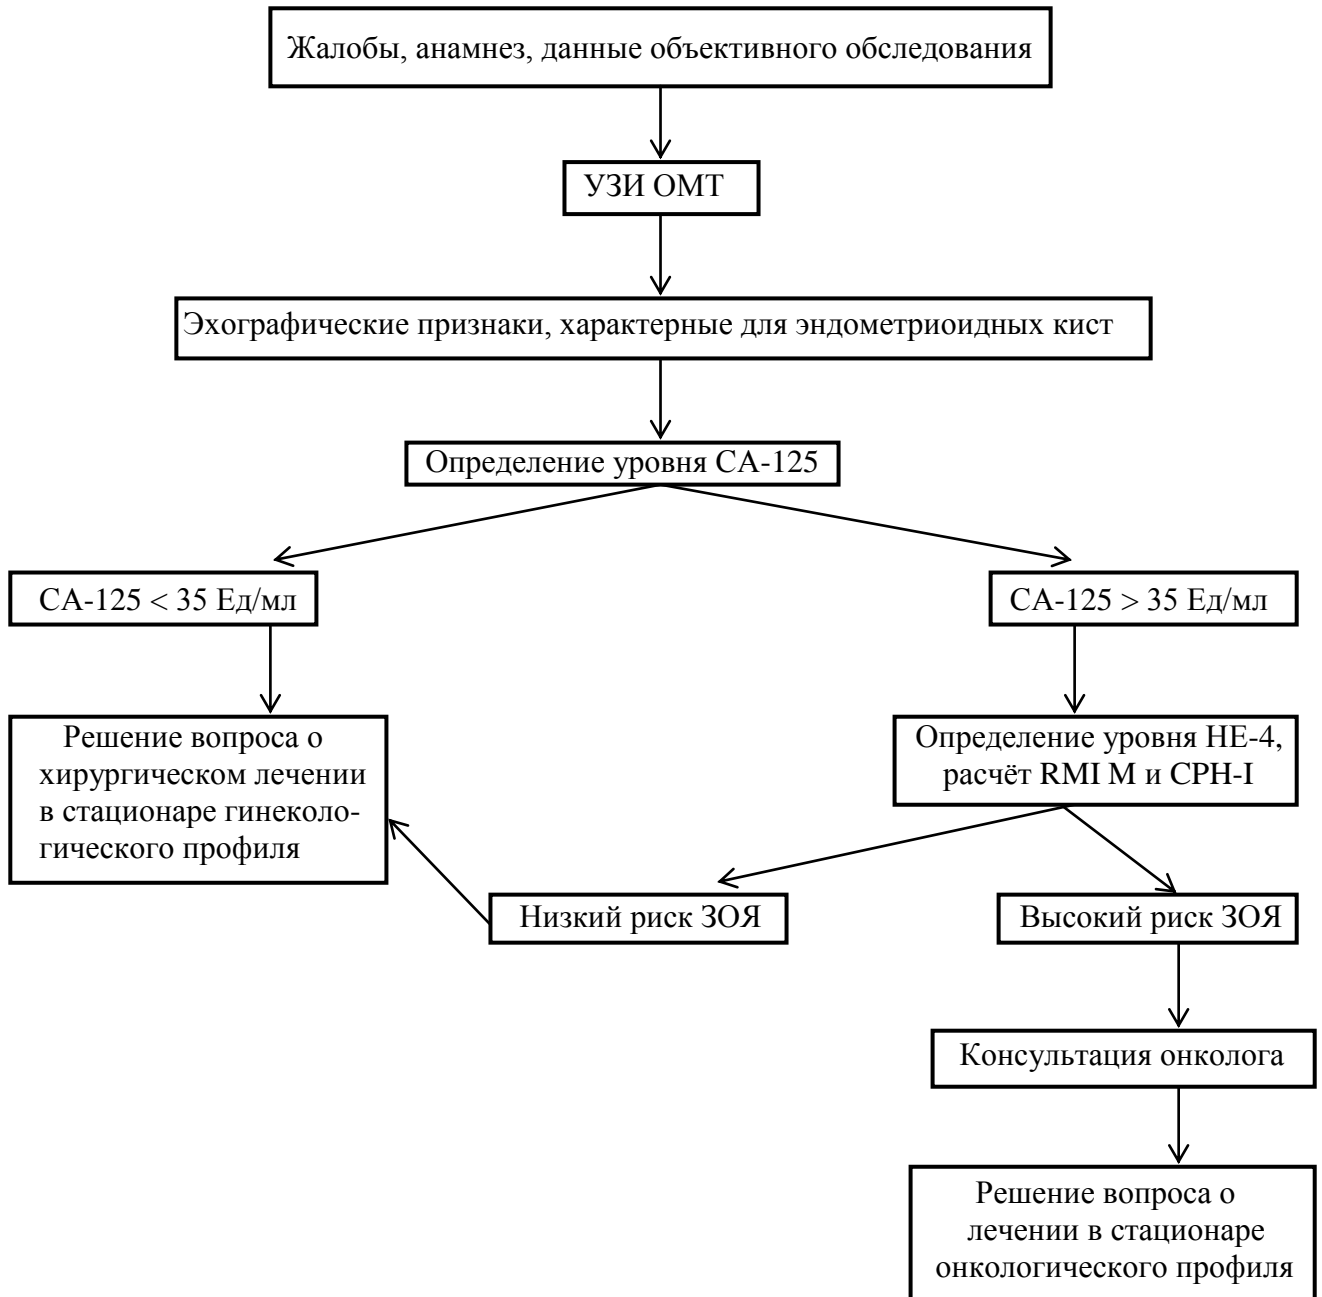 Жалобы, анамнез, данные объективного обследования
УЗИ ОМТ
Эхографические признаки, характерные для эндометриоидных кист
Определение уровня СА-125
СА-125 < 35 Ед/мл
СА-125 > 35 Ед/мл
Решение вопроса о
хирургическом лечении
в стационаре гинеколо-
гического профиля
Определение уровня НЕ-4,
расчёт RMI M и CPH-I
Низкий риск ЗОЯ
Высокий риск ЗОЯ
Консультация онколога
Решение вопроса о
лечении в стационаре
онкологического профиля